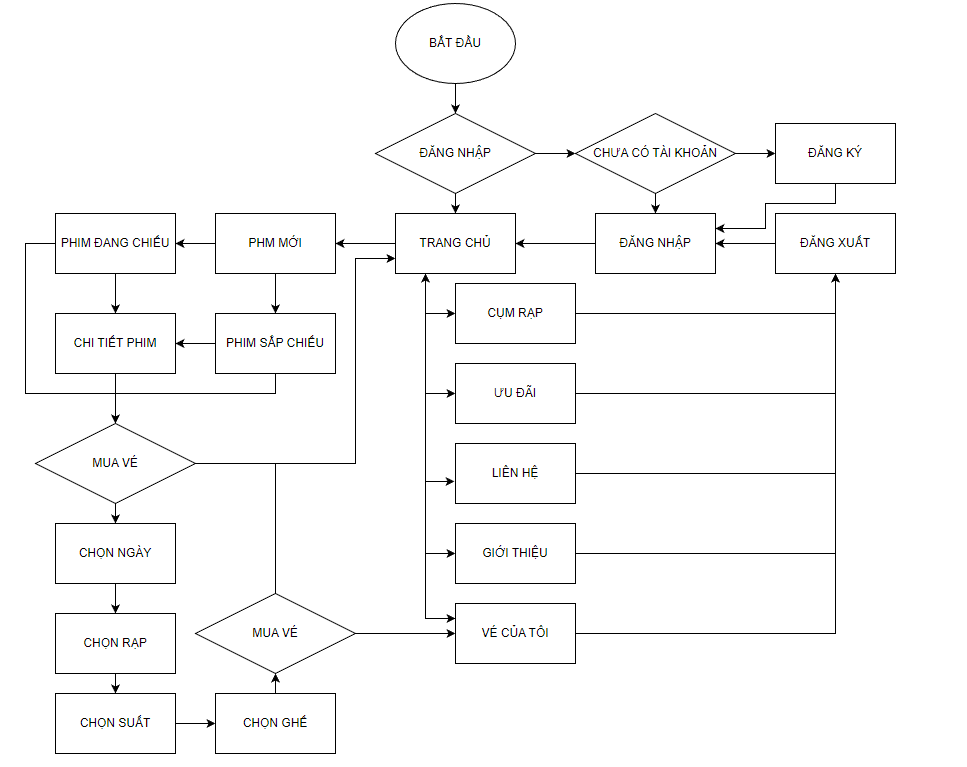 BẮT ĐẦU
ĐĂNG NHẬP
CHƯA CÓ TÀI KHOẢN
ĐĂNG KÝ
PHIM ĐANG CHIẾU
PHM MỚI
TRANG CHỦ
ĐĂNG NHẬP
ĐĂNG XUẤT
CHI TIẾT PHIM
PHIM SẮP CHIẾU
CỤM RẠP
ƯU ĐÃI
MUA VÉ
LIÊN HỆ
CHỌN NGÀY
GIỚI THIỆU
CHỌN RẠP
MUA VÉ
VÉ CỦA TÔI
CHỌN SUẤT
CHỌN GHẾ